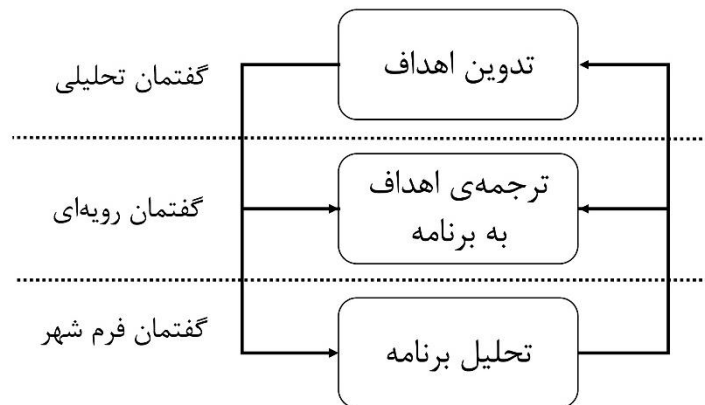 تدوین اهداف
گفتمان تحلیلی
ترجمه‌ی اهداف
به برنامه
گفتمان رویه‌ای
تحلیل برنامه
گفتمان فرم شهر